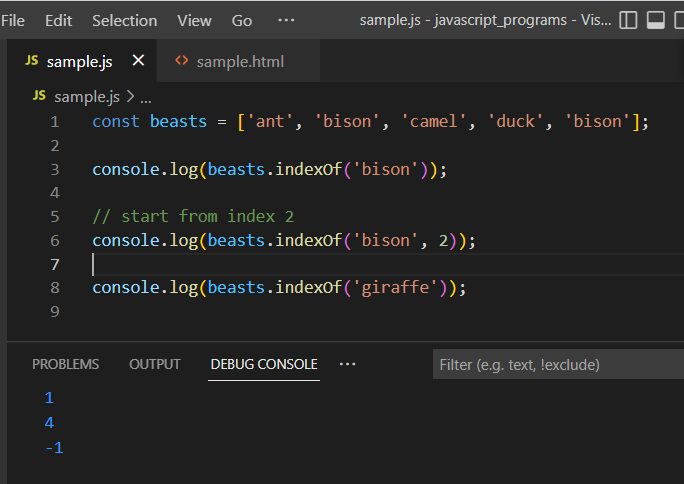 File Edit Selection View Go ··· sample.js - javascript_programs - Vis...
JS sample.js × <> sample.html
JS sample.js > ...
1 const beasts = ['ant', 'bison', 'camel', 'duck', 'bison'];
2
3 console.log(beasts.indexOf('bison'));
4
5 // start from index 2
6 console.log(beasts.indexOf('bison', 2));
7
8 console.log(beasts.indexOf('giraffe'));
9
PROBLEMS OUTPUT DEBUG CONSOLE ··· Filter (e.g. text, !exclude)
1
4
-1